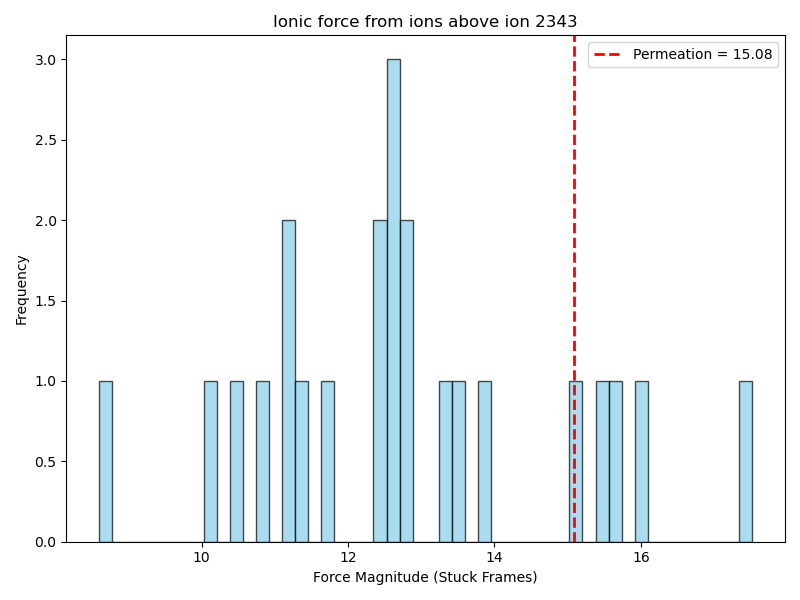 Ionic force from ions above ion 2343
Permeation = 15.08
3.0
2.5
2.0
1.5
1.0
0.5
0.0
Frequency
10 12 14 16
Force Magnitude (Stuck Frames)